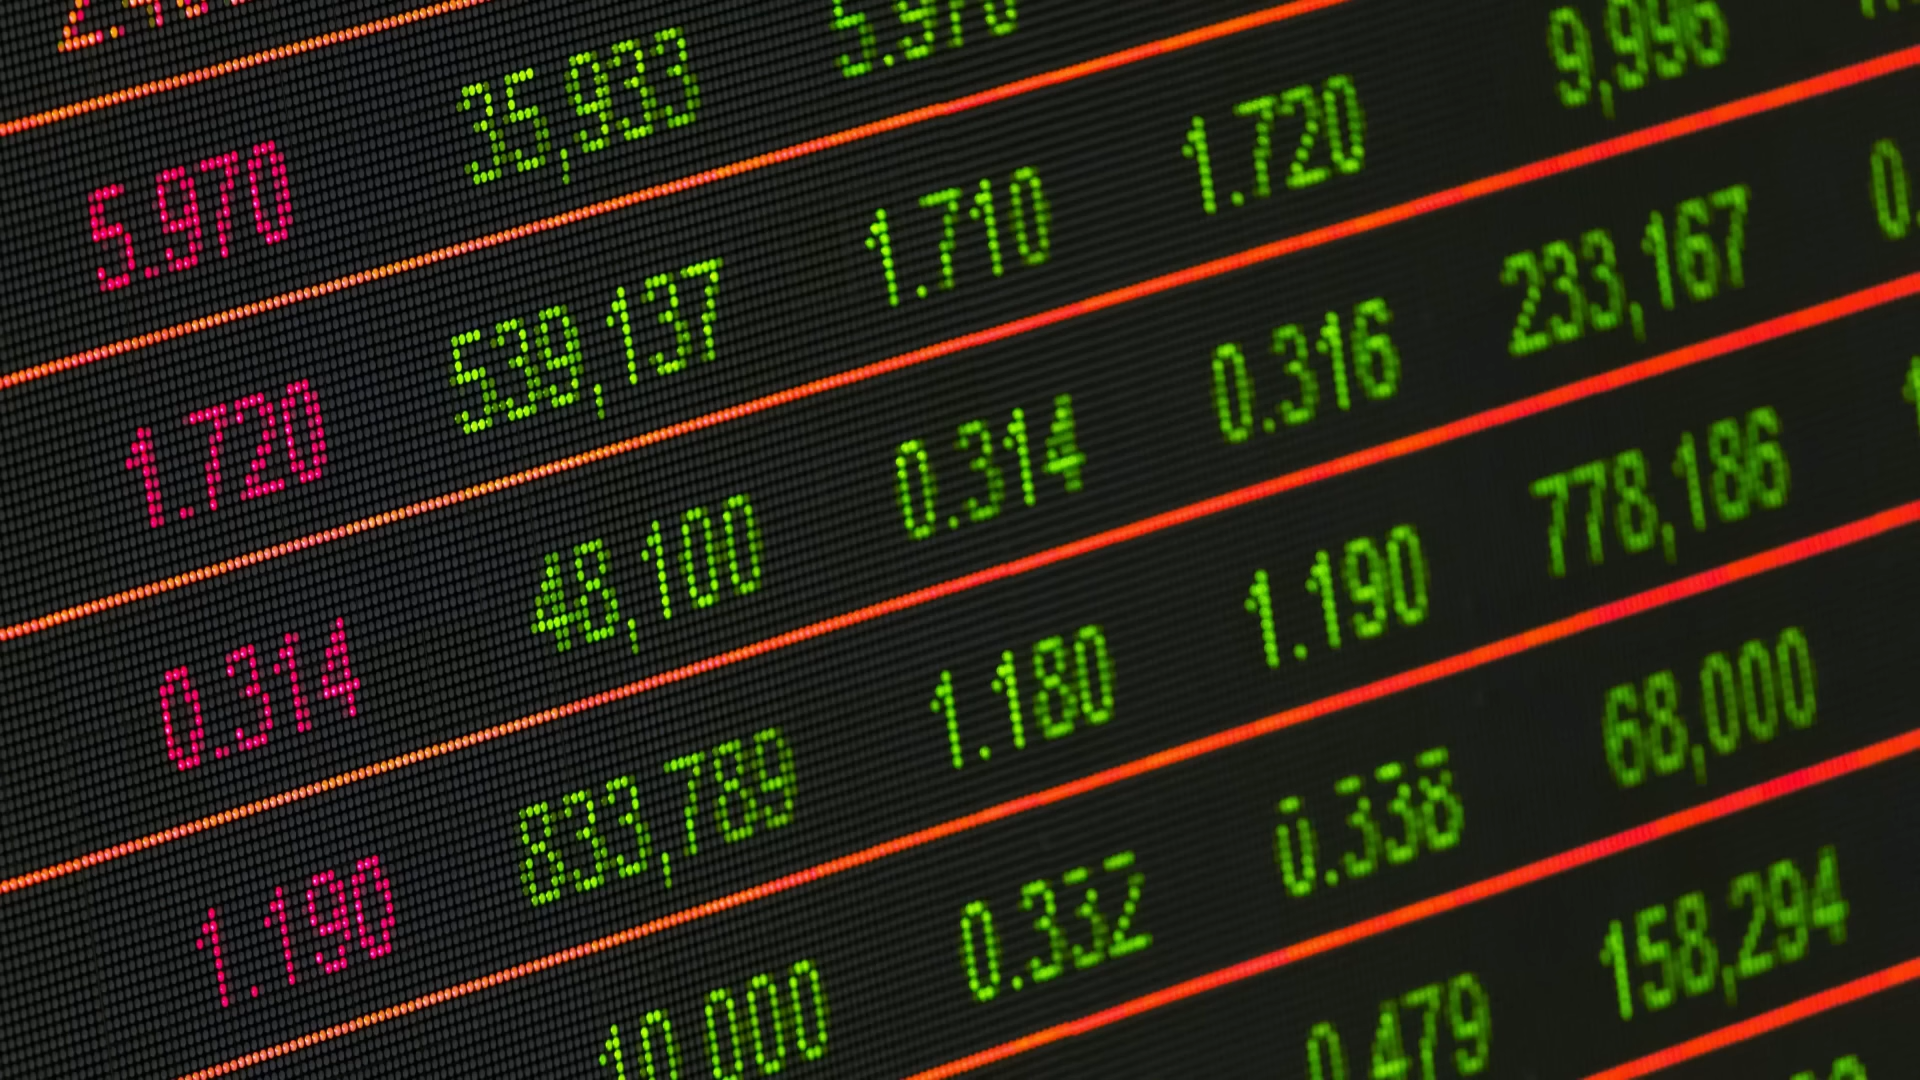 5.970 35,933 5.970
1.720 539,137 1.710 1.720 9,996
0.314 48,100 0.314 0.316 233,167 0.
1.190 833,789 1.180 1.190 778,186
10,000 0.332 0.338 68,000
0.479 158,294